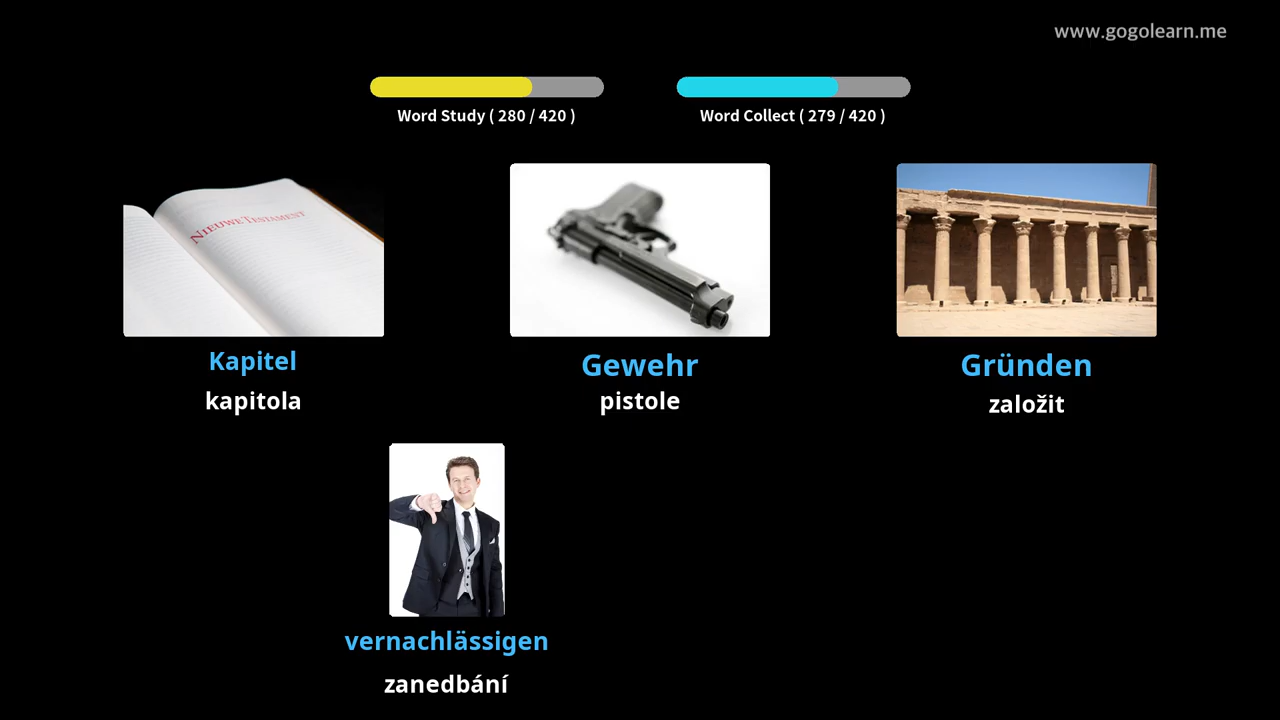 www.gogolearn.me
Word Study ( 280 / 420 )
Word Collect ( 279 / 420 )
NIEUWE TESTAMENT
Kapitel
kapitola
Gewehr
pistole
Gründen
založit
vernachlässigen
zanedbání